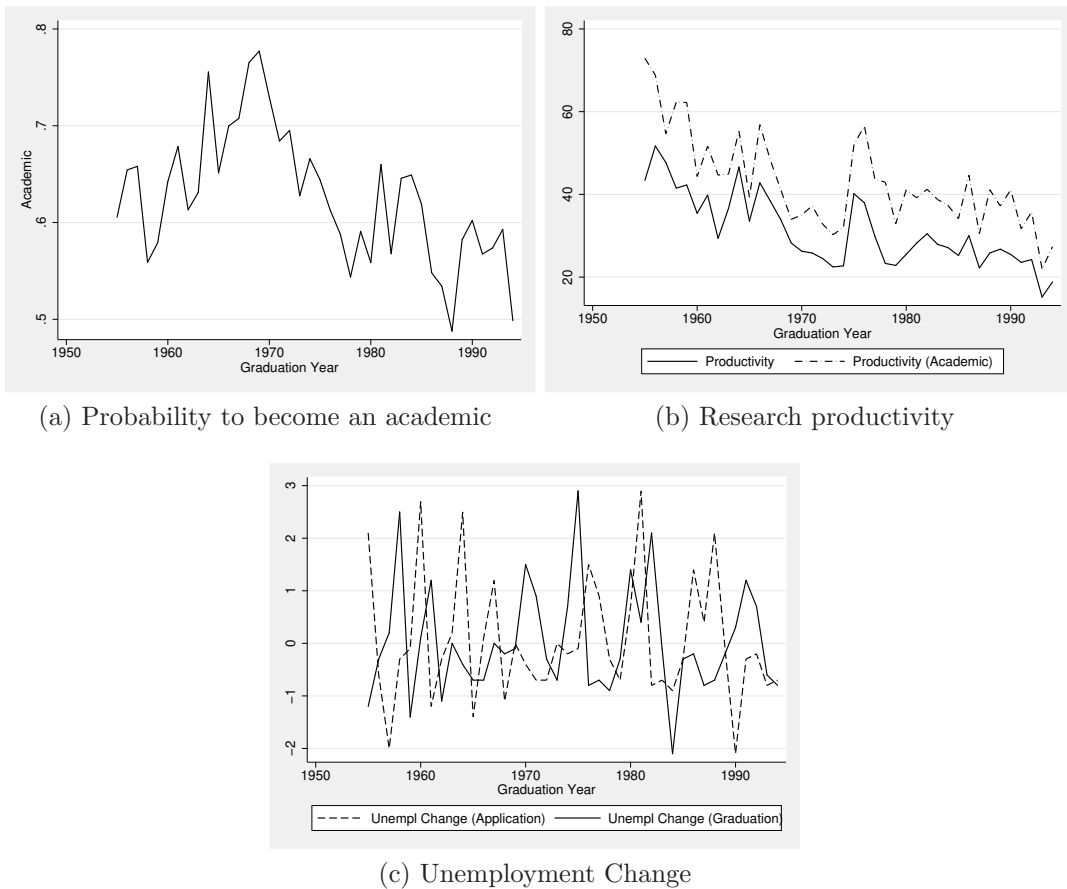 .8
.7
.6
.5
Academic
1950 1960 1970 1980 1990
Graduation Year
(a) Probability to become an academic
80
60
40
20
1950 1960 1970 1980 1990
Graduation Year
Productivity Productivity (Academic)
(b) Research productivity
3
2
1
0
−1
−2
1950 1960 1970 1980 1990
Graduation Year
Unempl Change (Application) Unempl Change (Graduation)
(c) Unemployment Change